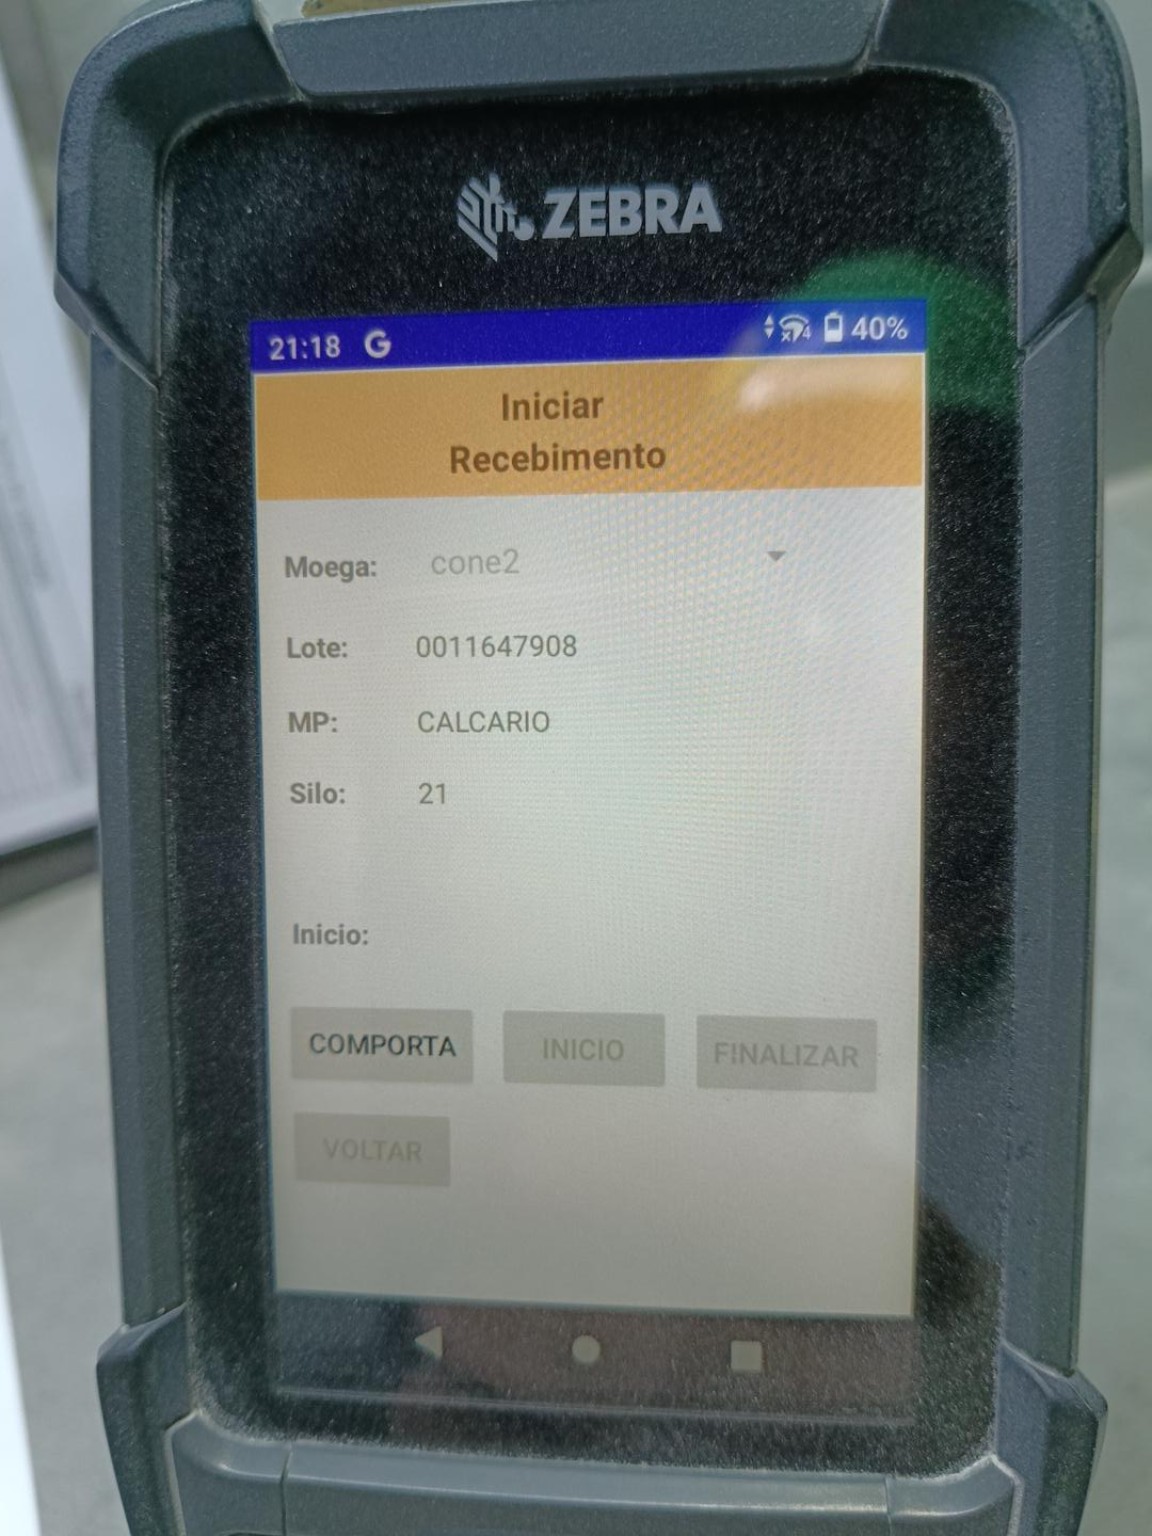 ZEBRA
21:18 G 40%
Iniciar
Recebimento
Moega: cone2
Lote: 0011647908
MP: CALCARIO
Silo: 21
Inicio:
COMPORTA INICIO FINALIZAR
VOLTAR